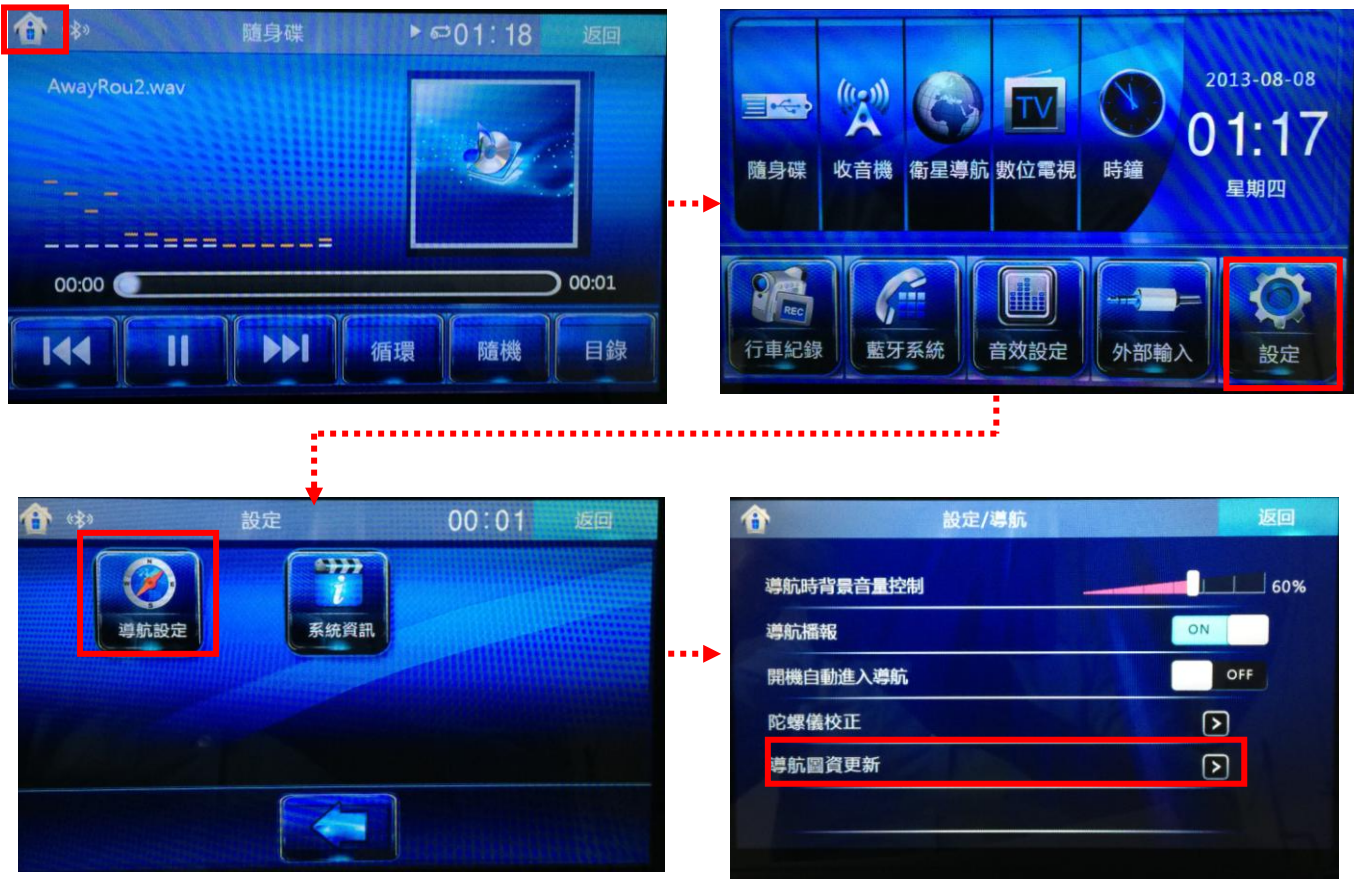 隨身碟
01:18
返回
AwayRou2.wav
00:00
00:01
循環
隨機
目錄
TV
隨身碟
收音機
衛星導航
數位電視
時鐘
2013-08-08
01:17
星期四
REC
行車紀錄
藍牙系統
音效設定
外部輸入
設定
設定
00:01
返回
N
E
S
W
導航設定
i
系統資訊
設定/導航
返回
導航時背景音量控制
60%
導航播報
ON
開機自動進入導航
OFF
陀螺儀校正
導航圖資更新